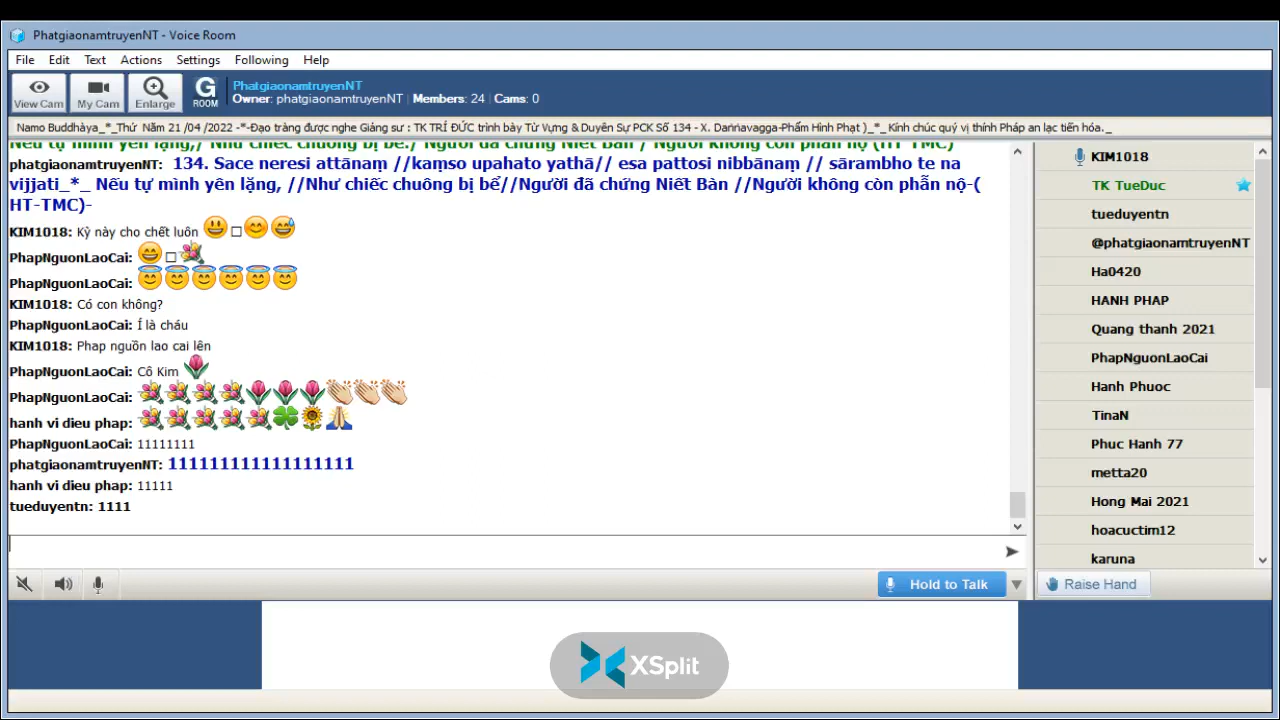 PhatgiaonamtruyenNT - Voice Room
File Edit Text Actions Settings Following Help
View Cam My Cam Enlarge G ROOM
PhatgiaonamtruyenNT
Owner: phatgiaonamtruyenNT | Members: 24 | Cams: 0
Namo Buddhàya_*_Thứ Năm 21 /04 /2022 -*-Đạo tràng được nghe Giảng sư : TK TRÍ ĐỨC trình bày Từ Vựng & Duyên Sự PCK Số 134 - X. Daṇṇavagga-Phẩm Hình Phạt )_*_ Kính chúc quý vị thính Pháp an lạc tiến hóa._
Nếu tự mình yên lặng,/ Như chiếc chuông bị bể./ Người đã chứng Niết Bàn / Người không còn phẫn nộ (HT TMC)
phatgiaonamtruyenNT: 134. Sace neresi attānaṃ //kaṃso upahato yathā// esa pattosi nibbānaṃ // sārambho te na
vijjati_*_ Nếu tự mình yên lặng, //Như chiếc chuông bị bể//Người đã chứng Niết Bàn //Người không còn phẫn nộ-(
HT-TMC)-
KIM1018: Kỳ này cho chết luôn 😃□😊😅
PhapNguonLaoCai: 😄□💐
PhapNguonLaoCai: 😇😇😇😇😇😇
KIM1018: Có con không?
PhapNguonLaoCai: Í là cháu
KIM1018: Phap nguồn lao cai lên
PhapNguonLaoCai: Cô Kim 🌷
PhapNguonLaoCai: 💐💐💐💐🌷🌷🌷👏👏👏
hanh vi dieu phap: 💐💐💐💐💐🍀🌻🙏
PhapNguonLaoCai: 11111111
phatgiaonamtruyenNT: 111111111111111111
hanh vi dieu phap: 11111
tueduyentn: 1111
KIM1018
TK TueDuc
tueduyentn
@phatgiaonamtruyenNT
Ha0420
HANH PHAP
Quang thanh 2021
PhapNguonLaoCai
Hanh Phuoc
TinaN
Phuc Hanh 77
metta20
Hong Mai 2021
hoacuctim12
karuna
Hold to Talk
Raise Hand
XSplit